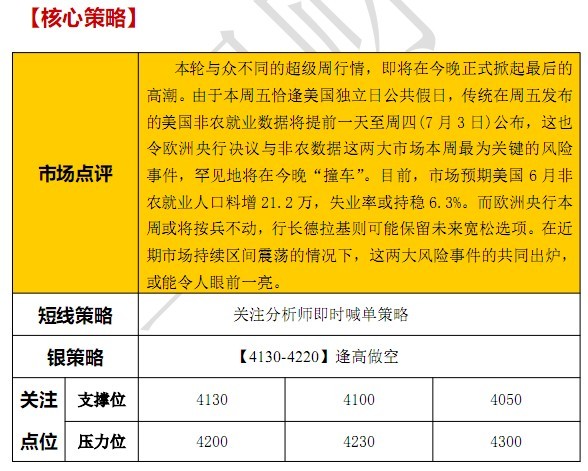 【核心策略】
本轮与众不同的超级周行情，即将在今晚正式掀起最后的
高潮。由于本周五恰逢美国独立日公共假日，传统在周五发布
的美国非农就业数据将提前一天至周四(7 月 3 日)公布，这也
令欧洲央行决议与非农数据这两大市场本周最为关键的风险
事件，罕见地将在今晚“撞车”。目前，市场预期美国 6 月非
农就业人口料增 21.2 万，失业率或持稳 6.3%。而欧洲央行本
周或将按兵不动，行长德拉基则可能保留未来宽松选项。在近
期市场持续区间震荡的情况下，这两大风险事件的共同出炉，
或能令人眼前一亮。
市场点评
短线策略 关注分析师即时喊单策略
银策略 【4130-4220】逢高做空
关注 支撑位 4130 4100 4050
点位 压力位 4200 4230 4300